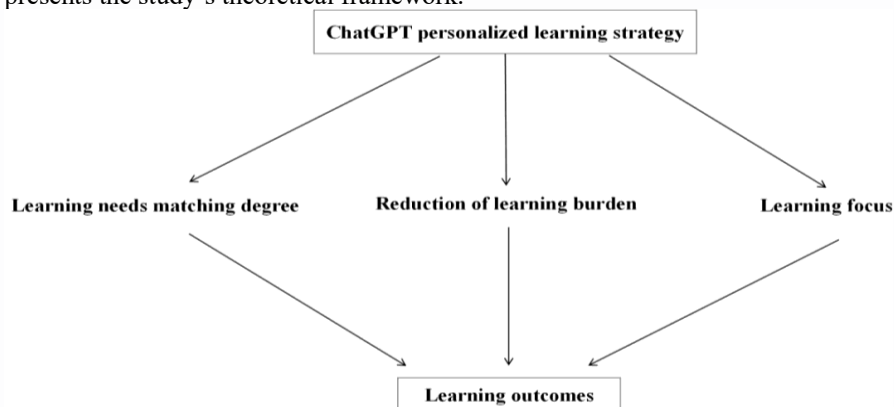 presents the study's theoretical framework.
ChatGPT personalized learning strategy
Learning needs matching degree Reduction of learning burden Learning focus
Learning outcomes